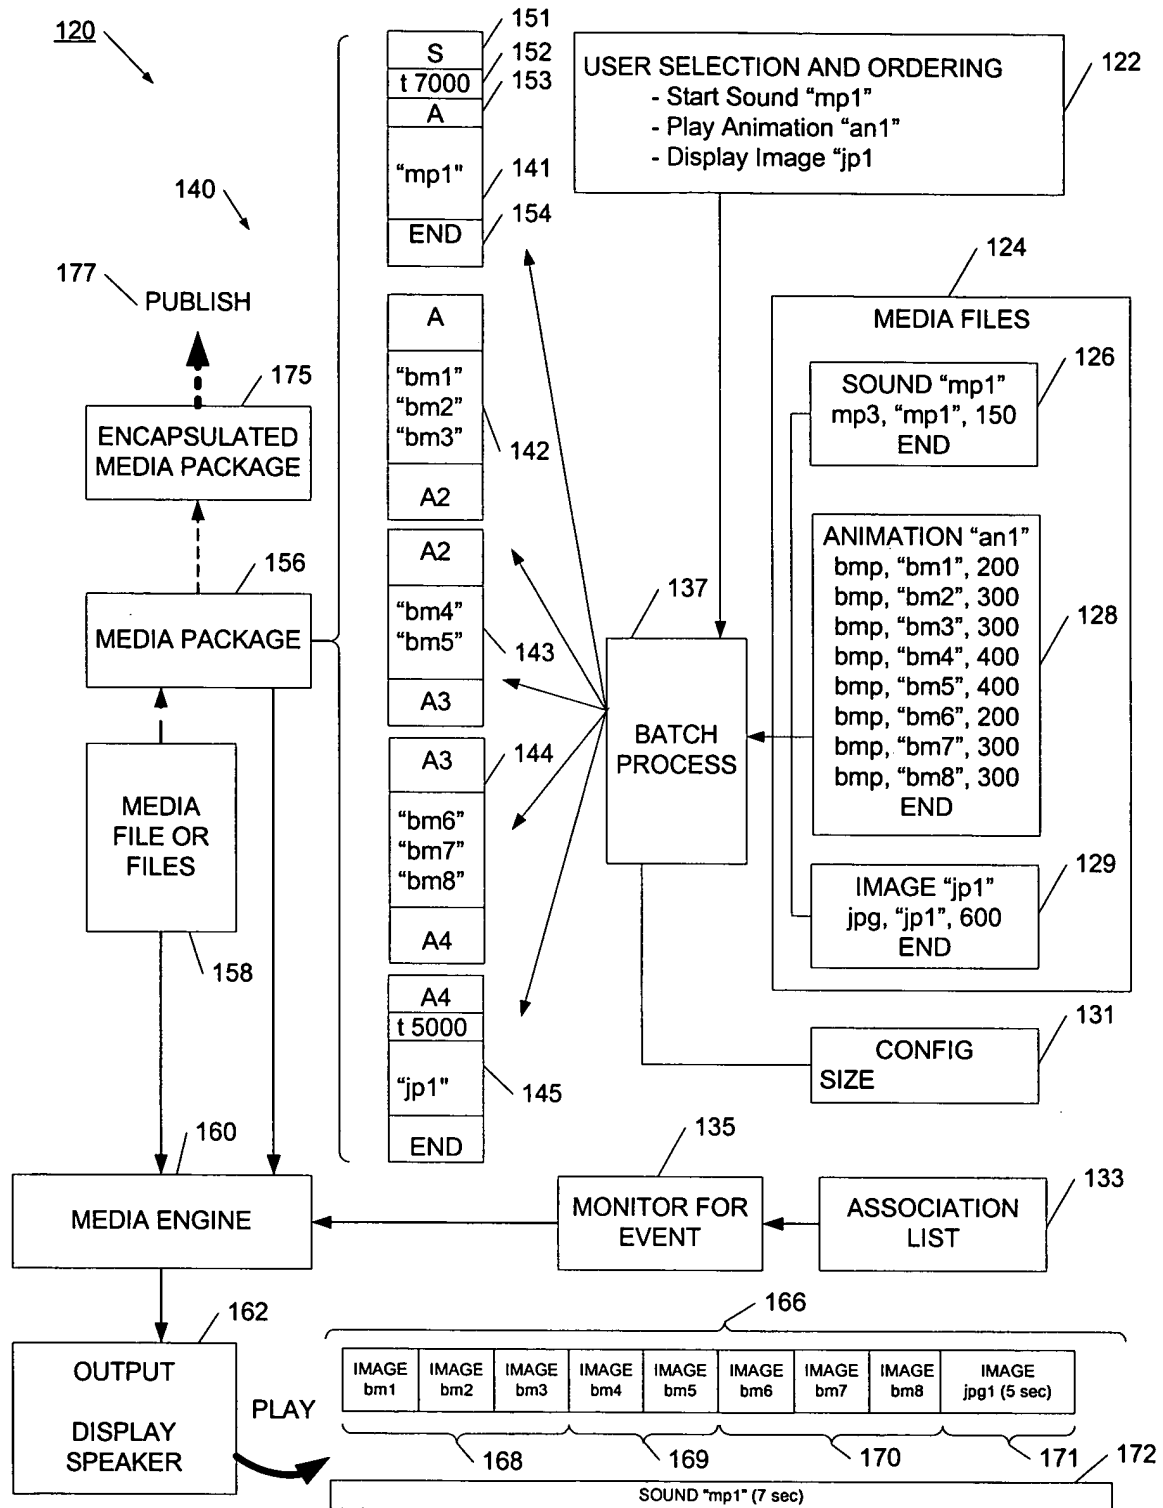 120
151
S
152
t 7000
153
A
"mp1"
141
154
END
USER SELECTION AND ORDERING
- Start Sound "mp1"
- Play Animation "an1"
- Display Image "jp1
122
140
177
PUBLISH
175
ENCAPSULATED
MEDIA PACKAGE
156
MEDIA PACKAGE
MEDIA
FILE OR
FILES
158
A
"bm1"
"bm2"
"bm3"
142
A2
A2
"bm4"
"bm5"
143
A3
A3
144
"bm6"
"bm7"
"bm8"
A4
A4
t 5000
"jp1"
145
END
137
BATCH
PROCESS
124
MEDIA FILES
126
SOUND "mp1"
mp3, "mp1", 150
END
ANIMATION "an1"
bmp, "bm1", 200
bmp, "bm2", 300
bmp, "bm3", 300
bmp, "bm4", 400
bmp, "bm5", 400
bmp, "bm6", 200
bmp, "bm7", 300
bmp, "bm8", 300
END
128
129
IMAGE "jp1"
jpg, "jp1", 600
END
131
CONFIG
SIZE
160
MEDIA ENGINE
135
MONITOR FOR
EVENT
133
ASSOCIATION
LIST
162
OUTPUT
DISPLAY
SPEAKER
PLAY
166
IMAGE
bm1
IMAGE
bm2
IMAGE
bm3
IMAGE
bm4
IMAGE
bm5
IMAGE
bm6
IMAGE
bm7
IMAGE
bm8
IMAGE
jpg1 (5 sec)
168
169
170
171
172
SOUND "mp1" (7 sec)